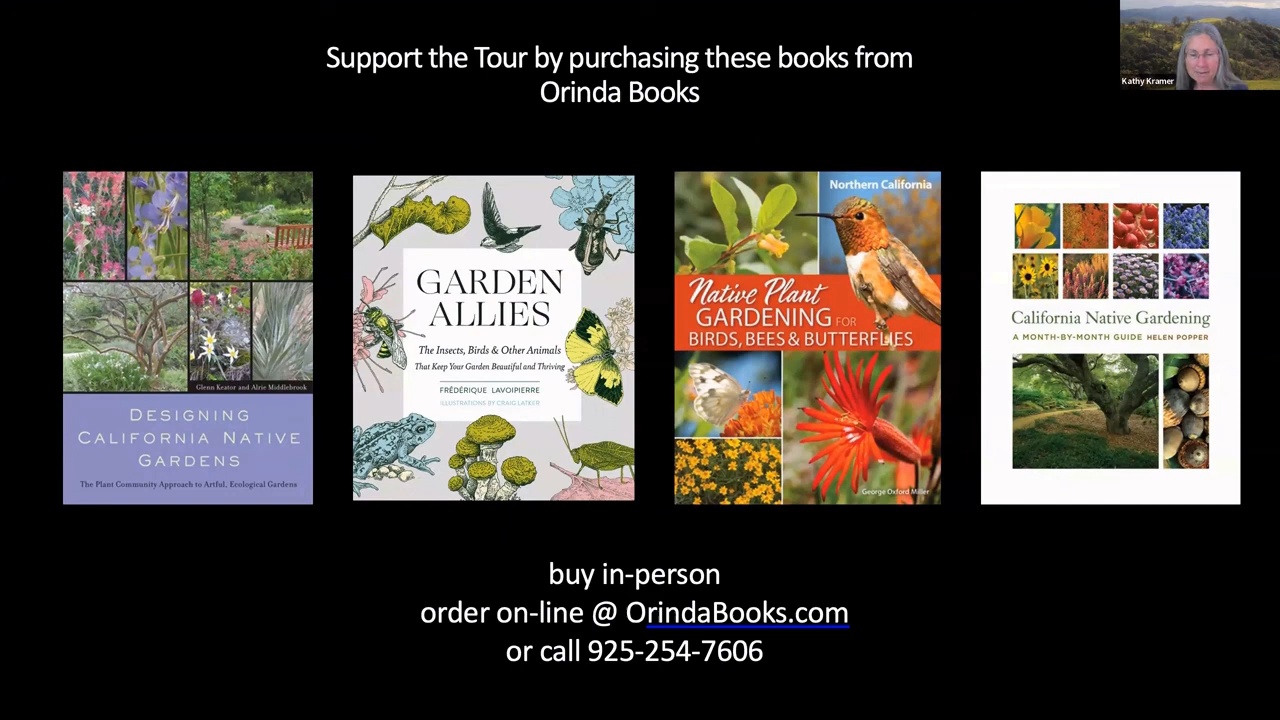 Support the Tour by purchasing these books from
Orinda Books
Kathy Kramer
Glenn Keator and Alrie Middlebrook
DESIGNING
CALIFORNIA NATIVE
GARDENS
The Plant Community Approach to Artful, Ecological Gardens
GARDEN
ALLIES
The Insects, Birds & Other Animals
That Keep Your Garden Beautiful and Thriving
FRÉDÉRIQUE LAVOIPIERRE
ILLUSTRATIONS BY CRAIG LATKER
Northern California
Native Plant
GARDENING FOR
BIRDS, BEES & BUTTERFLIES
George Oxford Miller
California Native Gardening
A MONTH-BY-MONTH GUIDE HELEN POPPER
buy in-person
order on-line @ OrindaBooks.com
or call 925-254-7606